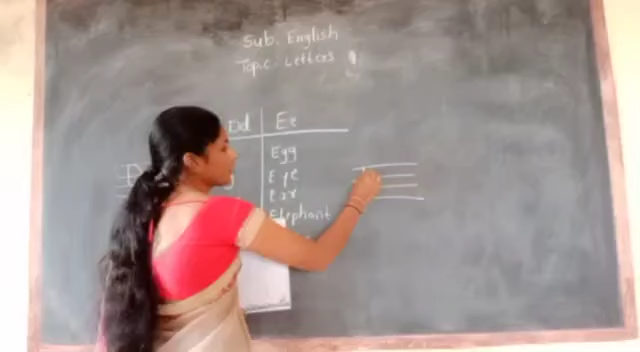 Sub. English
Topic Letters
Dd Ee
Egg
Eye
Ear
Elephant